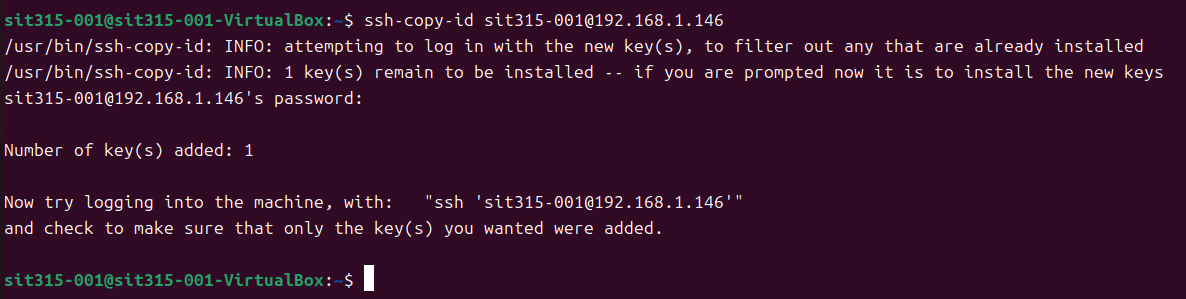 sit315-001@sit315-001-VirtualBox:~$ ssh-copy-id sit315-001@192.168.1.146
/usr/bin/ssh-copy-id: INFO: attempting to log in with the new key(s), to filter out any that are already installed
/usr/bin/ssh-copy-id: INFO: 1 key(s) remain to be installed -- if you are prompted now it is to install the new keys
sit315-001@192.168.1.146's password:
Number of key(s) added: 1
Now try logging into the machine, with:   "ssh 'sit315-001@192.168.1.146'"
and check to make sure that only the key(s) you wanted were added.
sit315-001@sit315-001-VirtualBox:~$